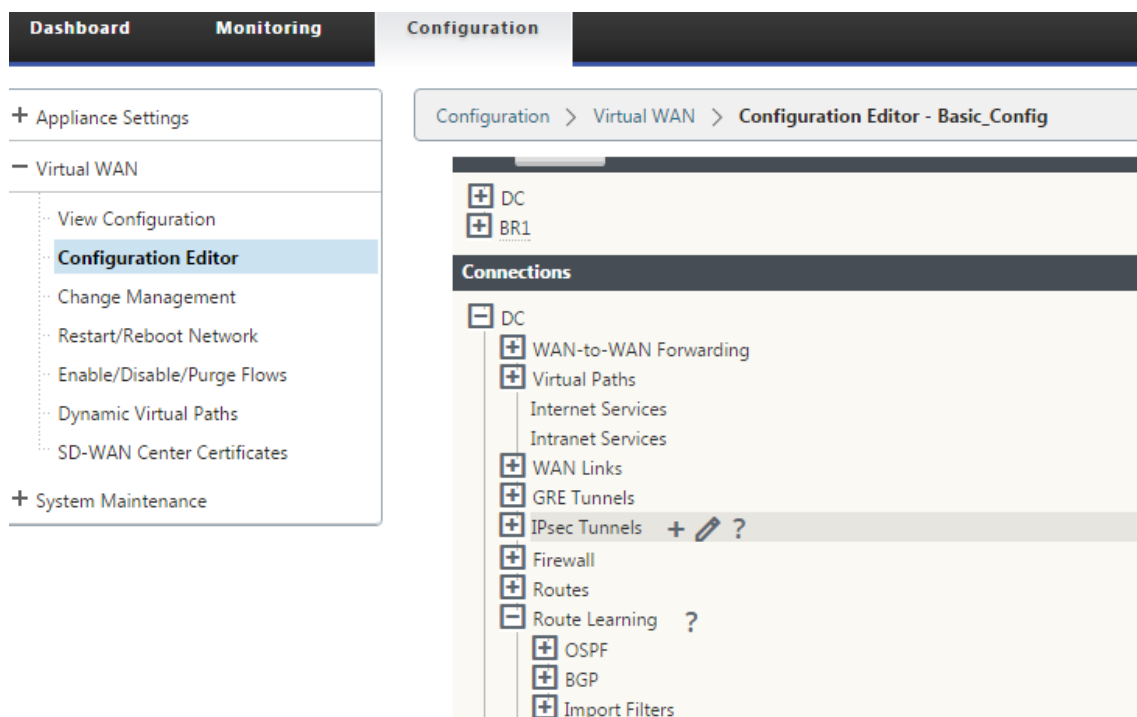 Dashboard Monitoring Configuration
+ Appliance Settings
− Virtual WAN
View Configuration
Configuration Editor
Change Management
Restart/Reboot Network
Enable/Disable/Purge Flows
Dynamic Virtual Paths
SD-WAN Center Certificates
+ System Maintenance
Configuration > Virtual WAN > Configuration Editor - Basic_Config
+ DC
+ BR1
Connections
− DC
+ WAN-to-WAN Forwarding
+ Virtual Paths
Internet Services
Intranet Services
+ WAN Links
+ GRE Tunnels
+ IPsec Tunnels + ?
+ Firewall
+ Routes
− Route Learning ?
+ OSPF
+ BGP
+ Import Filters